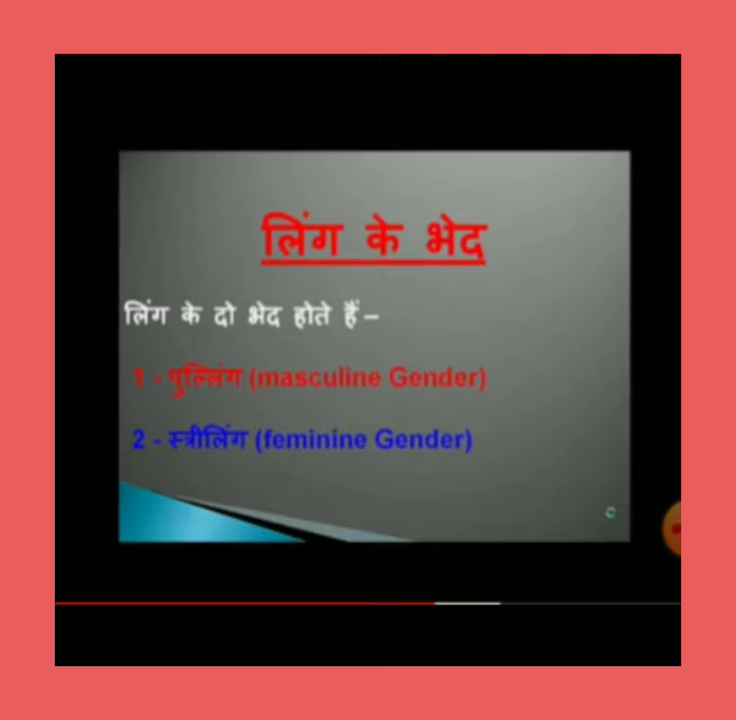 लिंग के भेद
लिंग के दो भेद होते हैं–
1 - पुल्लिंग (masculine Gender)
2 - स्त्रीलिंग (feminine Gender)